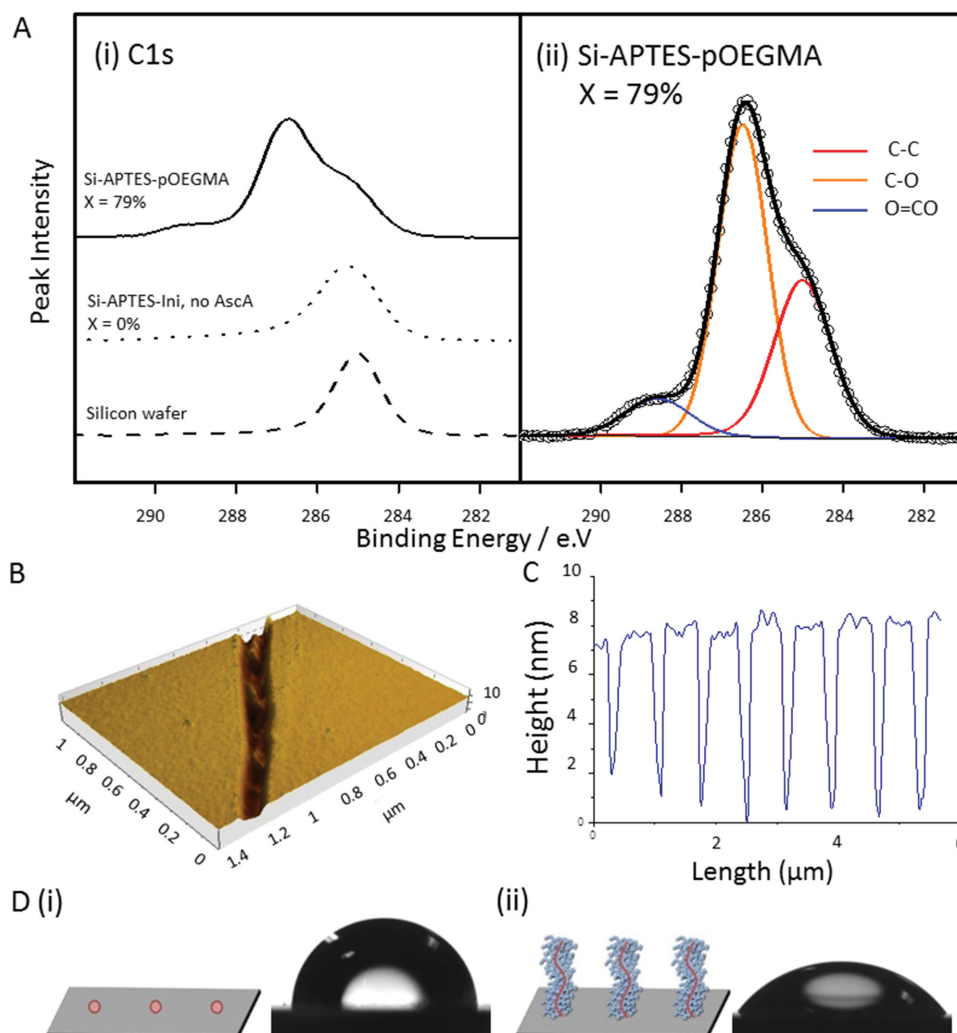 A
(i) C1s
(ii) Si-APTES-pOEGMA
X = 79%
Si-APTES-pOEGMA
X = 79%
Si-APTES-Ini, no AscA
X = 0%
Silicon wafer
C-C
C-O
O=CO
Peak Intensity
290 288 286 284 282 290 288 286 284 282
Binding Energy / e.V
B
10
0
0
0.2
0.4
0.6
0.8
1
1.2
1.4
µm
1
0.8
0.6
0.4
0.2
0
µm
C
10
8
6
4
2
0
Height (nm)
0 2 4 6
Length (µm)
D (i)
(ii)